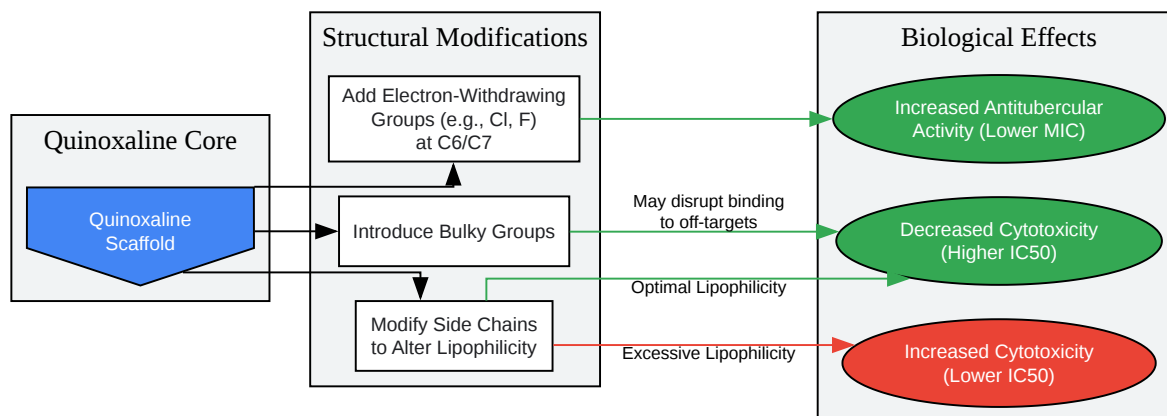 Quinoxaline Core
Quinoxaline
Scaffold
Structural Modifications
Add Electron-Withdrawing
Groups (e.g., Cl, F)
at C6/C7
Introduce Bulky Groups
Modify Side Chains
to Alter Lipophilicity
May disrupt binding
to off-targets
Optimal Lipophilicity
Excessive Lipophilicity
Biological Effects
Increased Antitubercular
Activity (Lower MIC)
Decreased Cytotoxicity
(Higher IC50)
Increased Cytotoxicity
(Lower IC50)